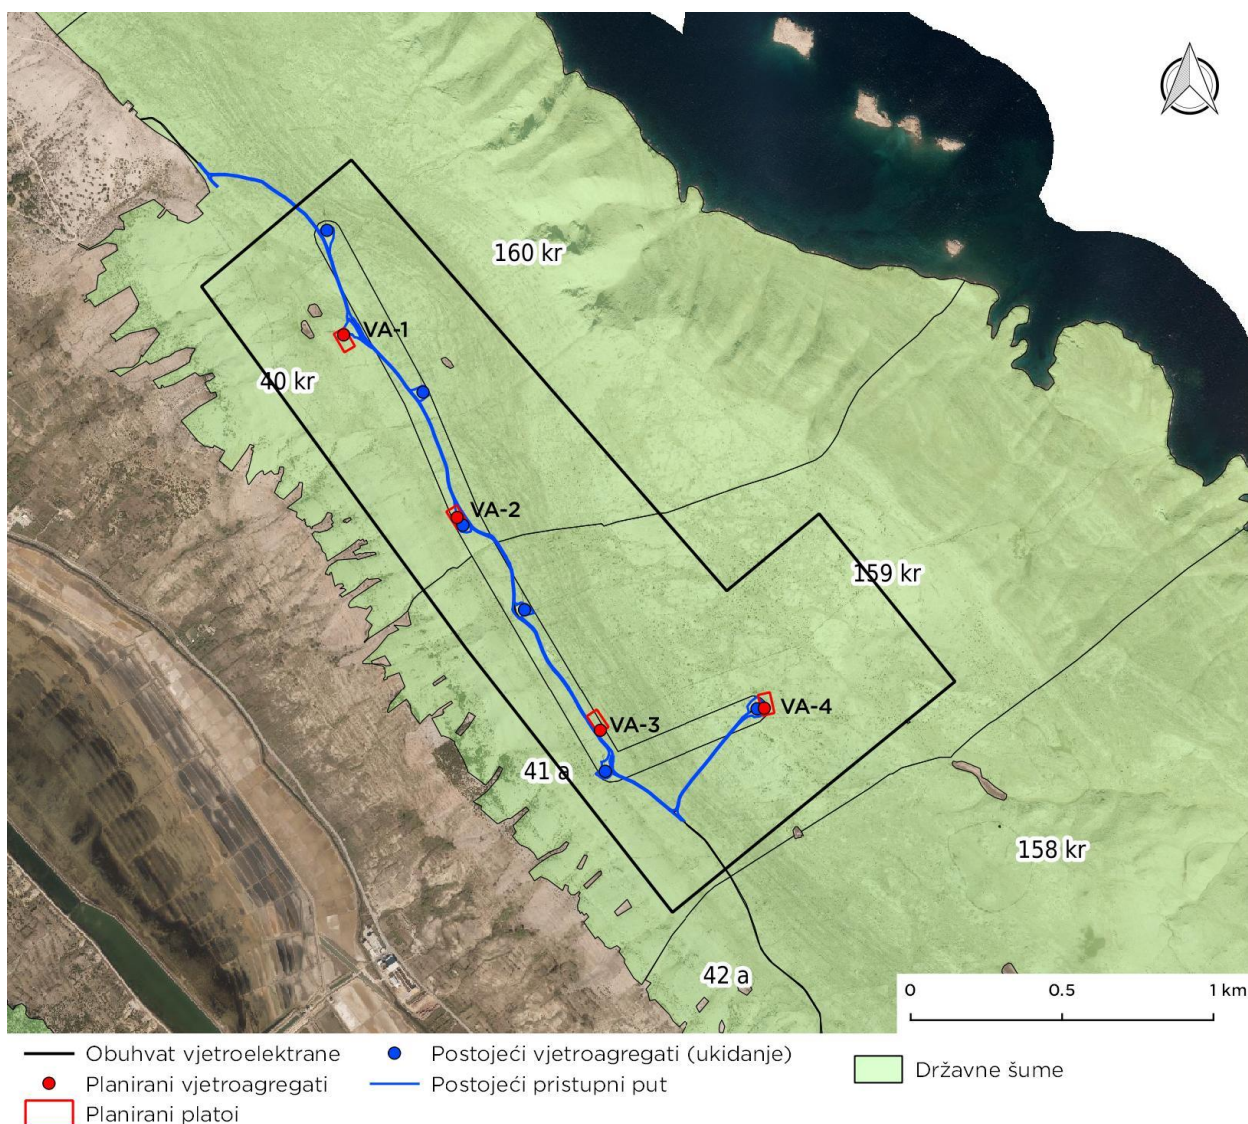 160 kr
VA-1
40 kr
VA-2
159 kr
VA-3
VA-4
41 a
158 kr
42 a
0 0.5 1 km
Obuhvat vjetroelektrane
Planirani vjetroagregati
Planirani platoi
Postojeći vjetroagregati (ukidanje)
Postojeći pristupni put
Državne šume